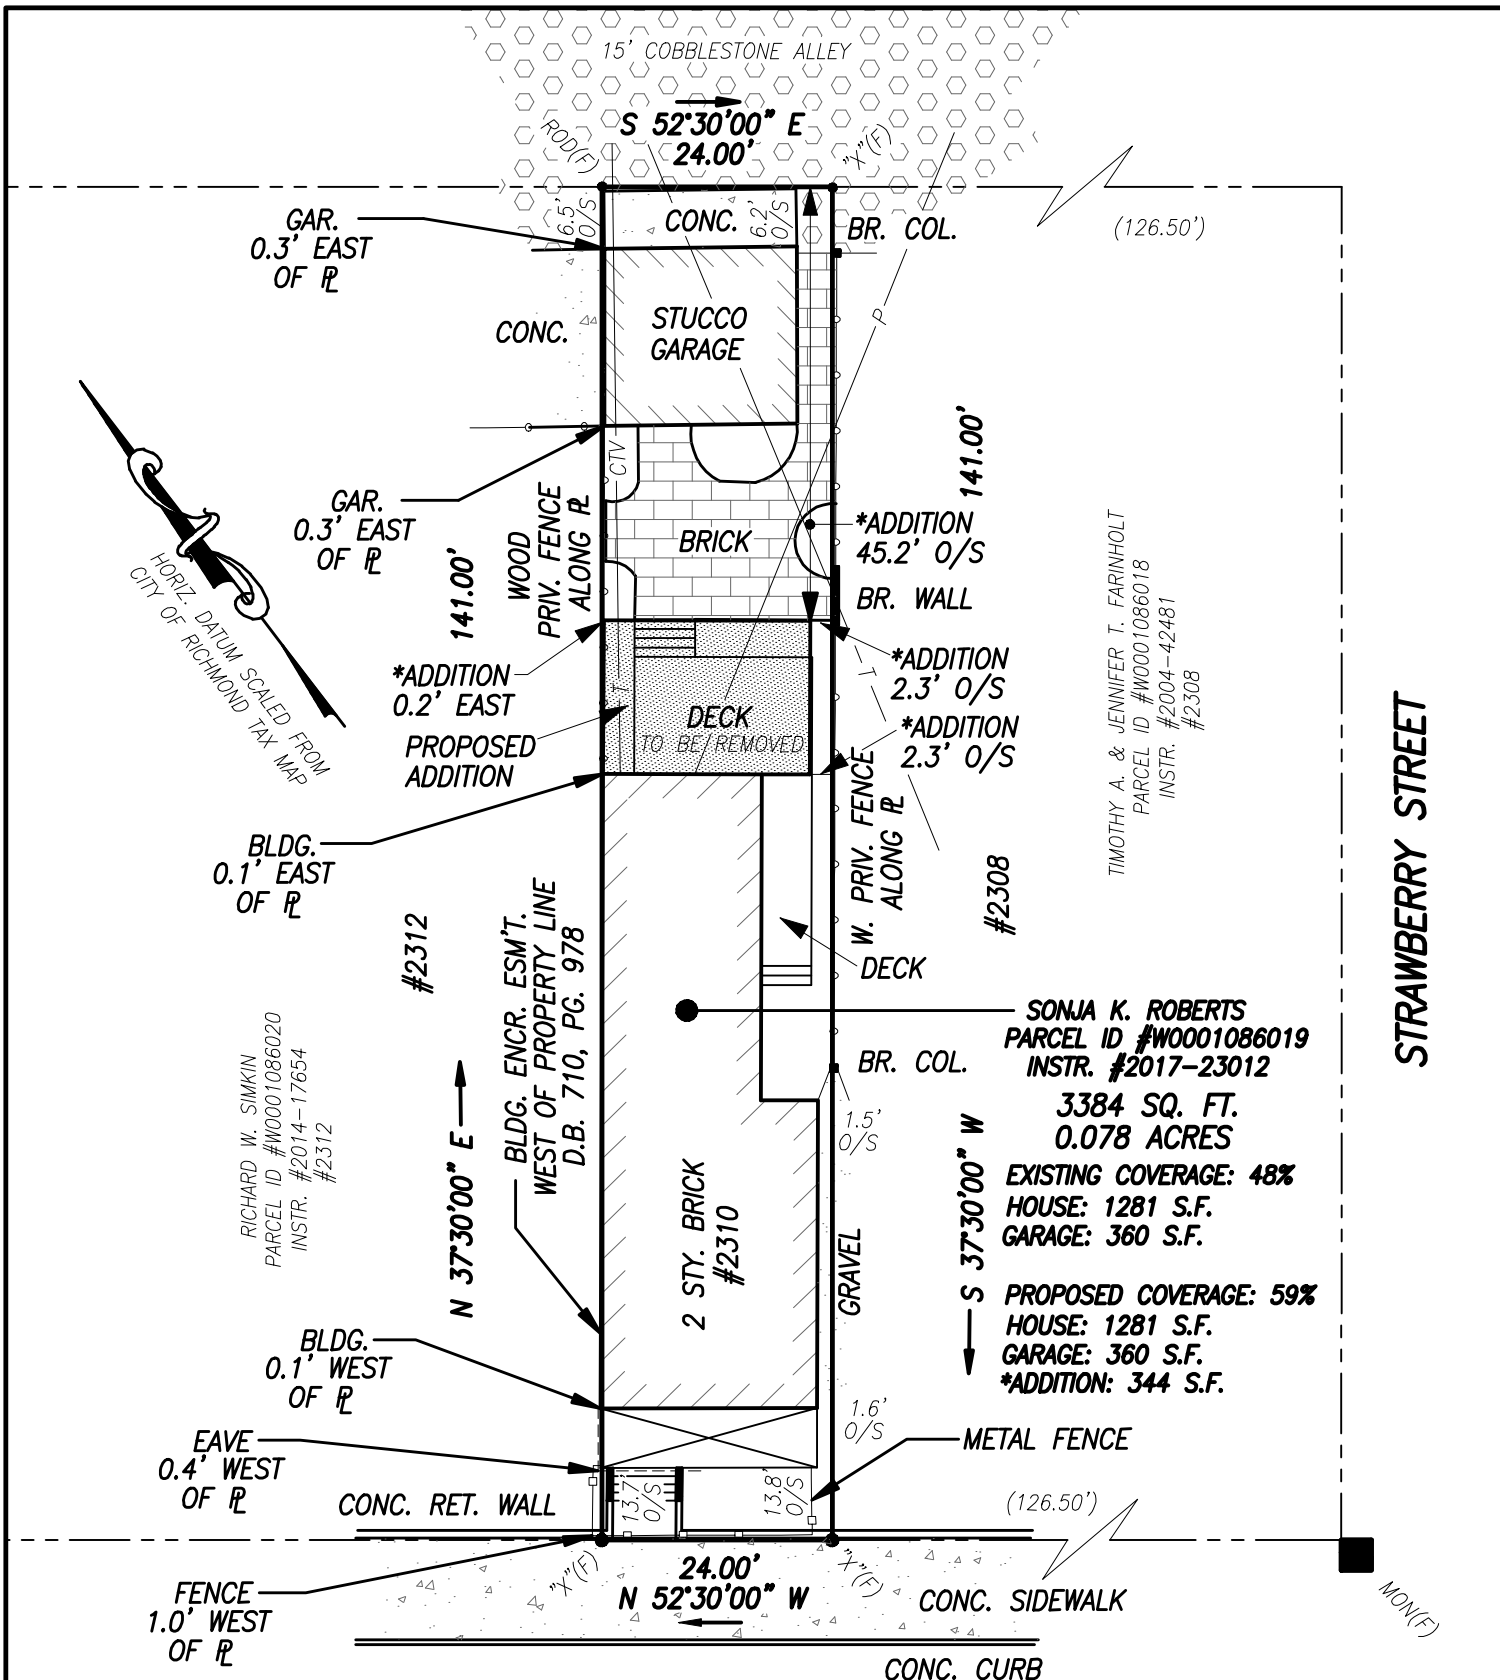 15' COBBLESTONE ALLEY
S 52°30'00" E
24.00'
ROD(F)
"X"(F)
6.5'
O/S
CONC.
6.2'
O/S
BR. COL.
(126.50')
GAR.
0.3' EAST
OF PL
CONC.
STUCCO
GARAGE
P
CTV
GAR.
0.3' EAST
OF PL
141.00'
WOOD
PRIV. FENCE
ALONG PL
BRICK
141.00'
*ADDITION
45.2' O/S
BR. WALL
HORIZ. DATUM SCALED FROM
CITY OF RICHMOND TAX MAP
*ADDITION
0.2' EAST
T
T
*ADDITION
2.3' O/S
*ADDITION
2.3' O/S
PROPOSED
ADDITION
DECK
TO BE REMOVED
TIMOTHY A. & JENNIFER T. FARINHOLT
PARCEL ID #W0001086018
INSTR. #2004-42481
#2308
STRAWBERRY STREET
BLDG.
0.1' EAST
OF PL
W. PRIV. FENCE
ALONG PL
#2308
#2312
BLDG. ENCR. ESM'T.
WEST OF PROPERTY LINE
D.B. 710, PG. 978
DECK
SONJA K. ROBERTS
PARCEL ID #W0001086019
INSTR. #2017-23012
3384 SQ. FT.
0.078 ACRES
RICHARD W. SIMKIN
PARCEL ID #W0001086020
INSTR. #2014-17654
#2312
N 37°30'00" E
BR. COL.
1.5'
O/S
S 37°30'00" W
EXISTING COVERAGE: 48%
HOUSE: 1281 S.F.
GARAGE: 360 S.F.
2 STY. BRICK
#2310
GRAVEL
PROPOSED COVERAGE: 59%
HOUSE: 1281 S.F.
GARAGE: 360 S.F.
*ADDITION: 344 S.F.
BLDG.
0.1' WEST
OF PL
1.6'
O/S
METAL FENCE
EAVE
0.4' WEST
OF PL
CONC. RET. WALL
13.7'
O/S
13.8'
O/S
(126.50')
"X"(F)
24.00'
N 52°30'00" W
"X"(F)
CONC. SIDEWALK
MON(F)
FENCE
1.0' WEST
OF PL
CONC. CURB